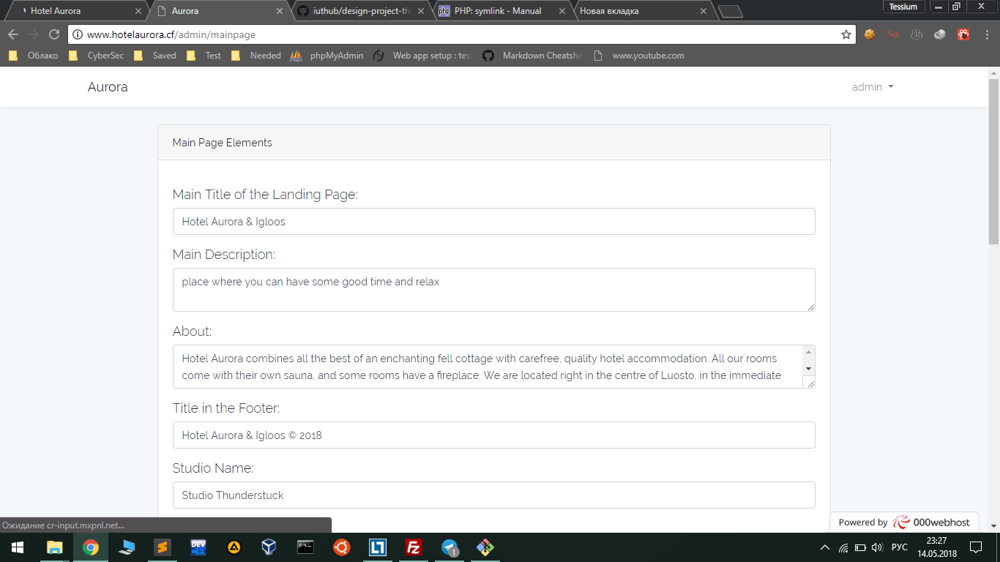 Hotel Aurora
Aurora
iuthub/design-project-th
PHP: symlink - Manual
Новая вкладка
Tessium
www.hotelaurora.cf/admin/mainpage
Облако
CyberSec
Saved
Test
Needed
phpMyAdmin
Web app setup : tes
Markdown Cheatshe
www.youtube.com
Aurora
admin
Main Page Elements
Main Title of the Landing Page:
Hotel Aurora & Igloos
Main Description:
place where you can have some good time and relax
About:
Hotel Aurora combines all the best of an enchanting fell cottage with carefree, quality hotel accommodation. All our rooms
come with their own sauna, and some rooms have a fireplace. We are located right in the centre of Luosto, in the immediate
Title in the Footer:
Hotel Aurora & Igloos © 2018
Studio Name:
Studio Thunderstuck
Ожидание cr-input.mxpnl.net...
Powered by 000webhost
РУС
23:27
14.05.2018